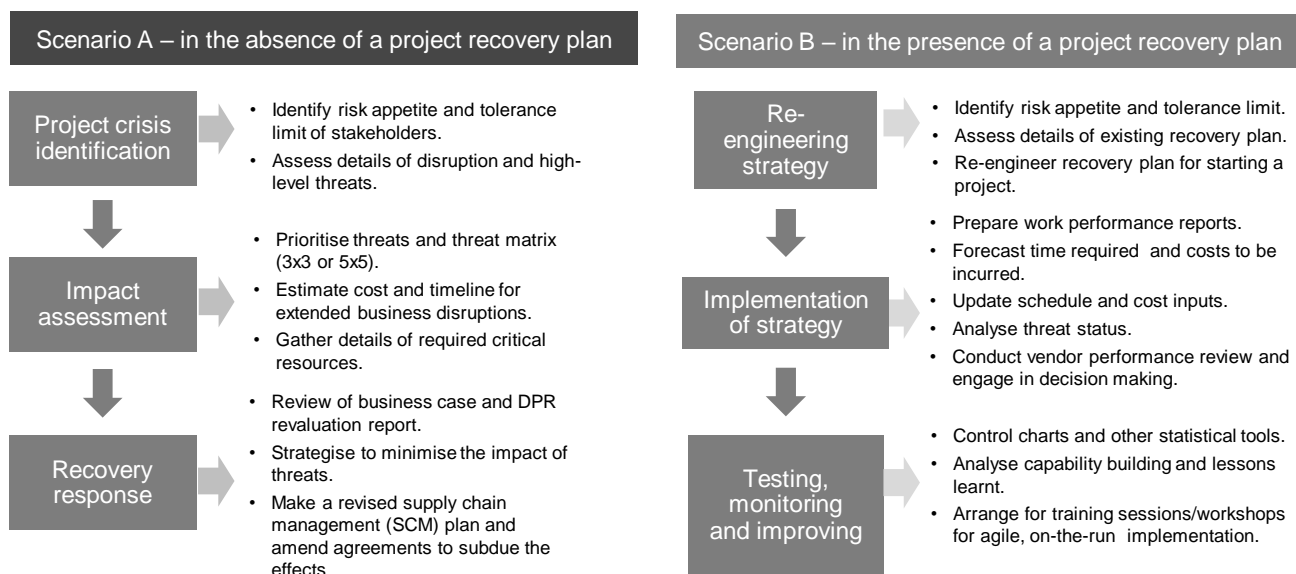 Scenario A – in the absence of a project recovery plan
Project crisis
identification
• Identify risk appetite and tolerance
limit of stakeholders.
• Assess details of disruption and high-
level threats.
Impact
assessment
• Prioritise threats and threat matrix
(3x3 or 5x5).
• Estimate cost and timeline for
extended business disruptions.
• Gather details of required critical
resources.
Recovery
response
• Review of business case and DPR
revaluation report.
• Strategise to minimise the impact of
threats.
• Make a revised supply chain
management (SCM) plan and
amend agreements to subdue the
effects
Scenario B – in the presence of a project recovery plan
Re-
engineering
strategy
• Identify risk appetite and tolerance limit.
• Assess details of existing recovery plan.
• Re-engineer recovery plan for starting a
project.
Implementation
of strategy
• Prepare work performance reports.
• Forecast time required and costs to be
incurred.
• Update schedule and cost inputs.
• Analyse threat status.
• Conduct vendor performance review and
engage in decision making.
Testing,
monitoring
and improving
• Control charts and other statistical tools.
• Analyse capability building and lessons
learnt.
• Arrange for training sessions/workshops
for agile, on-the-run implementation.